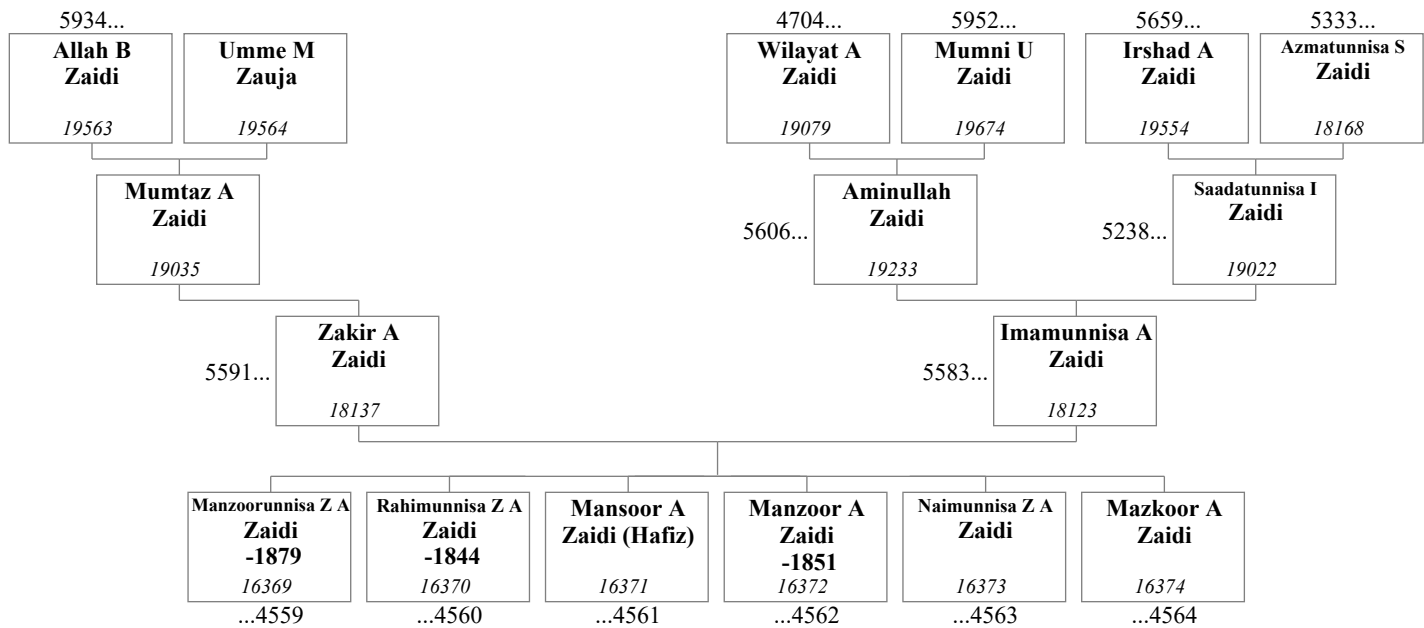 5934...
4704...
5952...
5659...
5333...
Allah B
Zaidi
19563
Umme M
Zauja
19564
Wilayat A
Zaidi
19079
Mumni U
Zaidi
19674
Irshad A
Zaidi
19554
Azmatunnisa S
Zaidi
18168
Mumtaz A
Zaidi
19035
5606...
Aminullah
Zaidi
19233
5238...
Saadatunnisa I
Zaidi
19022
5591...
Zakir A
Zaidi
18137
5583...
Imamunnisa A
Zaidi
18123
Manzoorunnisa Z A
Zaidi
-1879
16369
...4559
Rahimunnisa Z A
Zaidi
-1844
16370
...4560
Mansoor A
Zaidi (Hafiz)
16371
...4561
Manzoor A
Zaidi
-1851
16372
...4562
Naimunnisa Z A
Zaidi
16373
...4563
Mazkoor A
Zaidi
16374
...4564